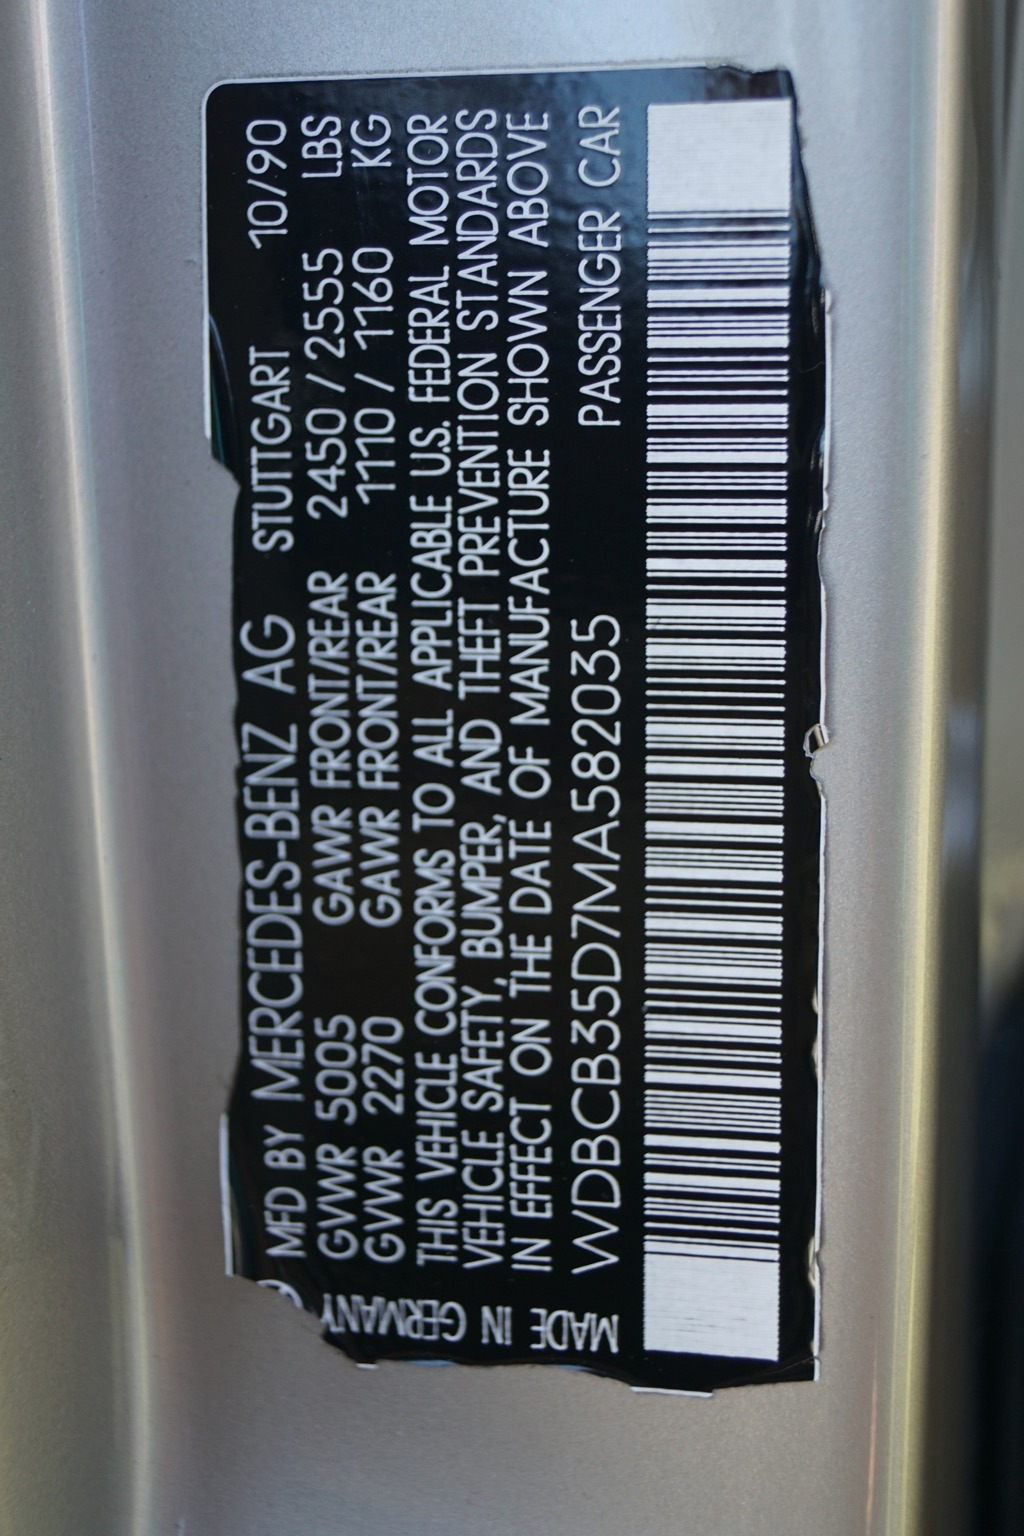 MFD BY MERCEDES-BENZ AG STUTTGART 10/90
GVWR 5005 GAWR FRONT/REAR 2450 / 2555 LBS
GVWR 2270 GAWR FRONT/REAR 1110 / 1160 KG
THIS VEHICLE CONFORMS TO ALL APPLICABLE U.S. FEDERAL MOTOR
VEHICLE SAFETY, BUMPER, AND THEFT PREVENTION STANDARDS
IN EFFECT ON THE DATE OF MANUFACTURE SHOWN ABOVE
WDBCB35D7MA582035 PASSENGER CAR
MADE IN GERMANY